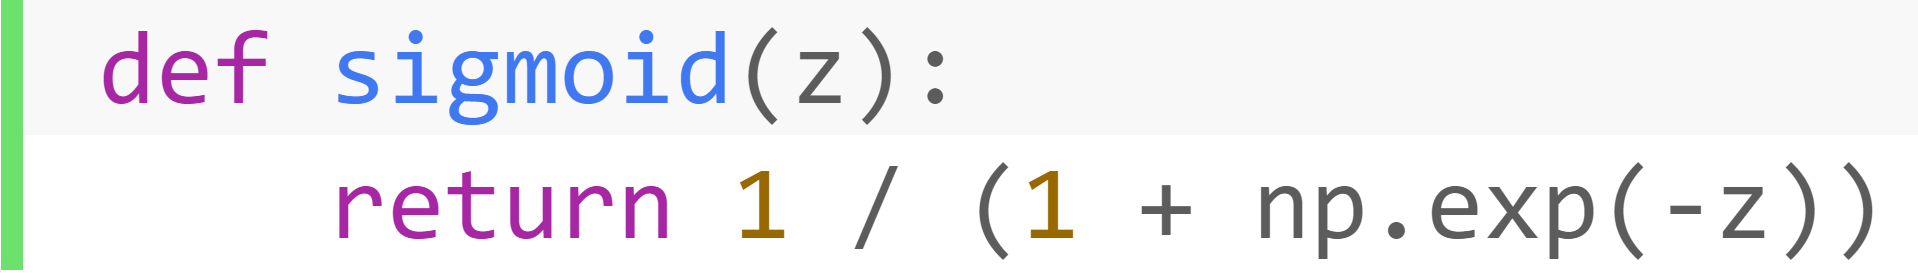 def sigmoid(z):
    return 1 / (1 + np.exp(-z))